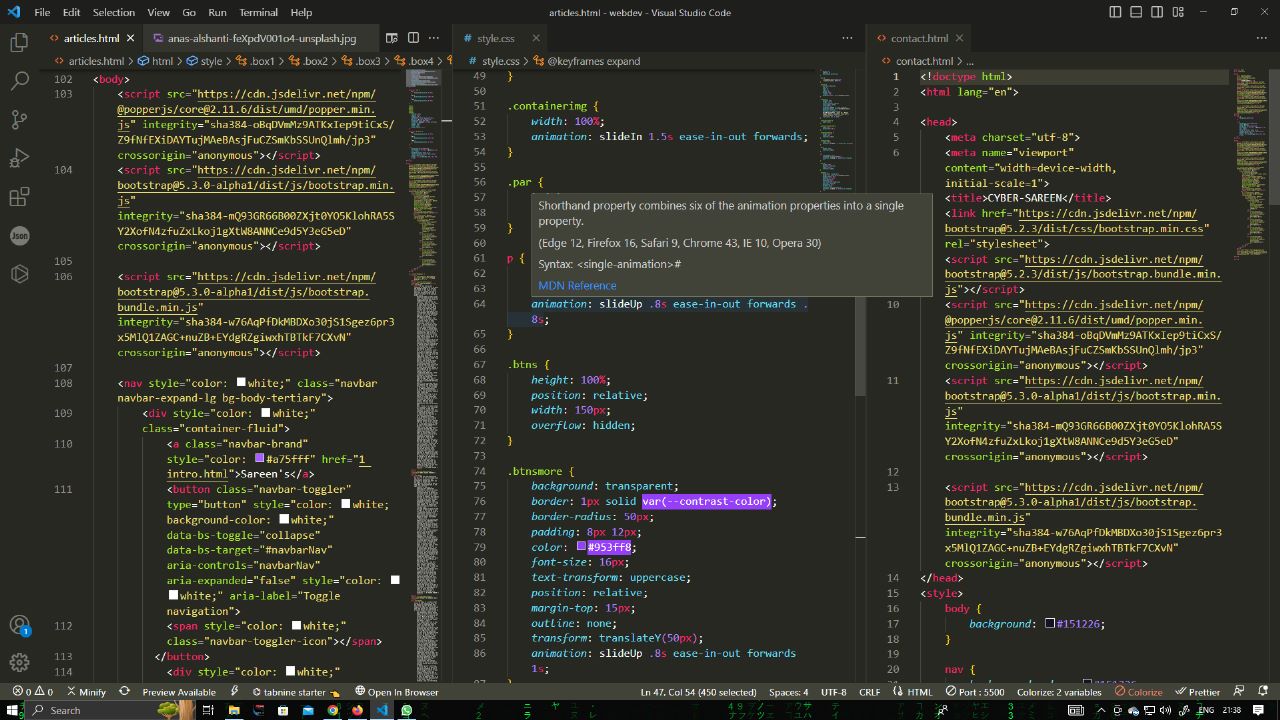 File Edit Selection View Go Run Terminal Help
articles.html - webdev - Visual Studio Code
articles.html
anas-alshanti-feXpdV001o4-unsplash.jpg
articles.html > html > style > .box1 > .box2 > .box3 > .box4 >
102 <body>
103 <script src="https://cdn.jsdelivr.net/npm/
@popperjs/core@2.11.6/dist/umd/popper.min.
js" integrity="sha384-oBqDVmMz9ATKxIep9tiCxS/
Z9fNfEXiDAYTujMAeBAsjFuCZSmKbSSUnQlmh/jp3"
crossorigin="anonymous"></script>
104 <script src="https://cdn.jsdelivr.net/npm/
bootstrap@5.3.0-alpha1/dist/js/bootstrap.min.
js"
integrity="sha384-mQ93GR66B00ZXjt0YO5KlohRA5S
Y2XofN4zfuZxLkoj1gXtW8ANNCe9d5Y3eG5eD"
crossorigin="anonymous"></script>
105
106 <script src="https://cdn.jsdelivr.net/npm/
bootstrap@5.3.0-alpha1/dist/js/bootstrap.
bundle.min.js"
integrity="sha384-w76AqPfDkMBDXo30jS1Sgez6pr3
x5MlQ1ZAGC+nuZB+EYdgRZgiwxhTBTkF7CXvN"
crossorigin="anonymous"></script>
107
108 <nav style="color: white;" class="navbar
navbar-expand-lg bg-body-tertiary">
109 <div style="color: white;"
class="container-fluid">
110 <a class="navbar-brand"
style="color: #a75fff" href="1
intro.html">Sareen's</a>
111 <button class="navbar-toggler"
type="button" style="color: white;
background-color: white;"
data-bs-toggle="collapse"
data-bs-target="#navbarNav"
aria-controls="navbarNav"
aria-expanded="false" style="color:
white;" aria-label="Toggle
navigation">
112 <span style="color: white;"
class="navbar-toggler-icon"></span>
113 </button>
114 <div style="color: white;"
style.css
style.css > @keyframes expand
49 }
50
51 .containerimg {
52 width: 100%;
53 animation: slideIn 1.5s ease-in-out forwards;
54 }
55
56 .par {
57
58
59 }
60
61 p {
62
63
64 animation: slideUp .8s ease-in-out forwards .
8s;
65 }
66
67 .btns {
68 height: 100%;
69 position: relative;
70 width: 150px;
71 overflow: hidden;
72 }
73
74 .btnsmore {
75 background: transparent;
76 border: 1px solid var(--contrast-color);
77 border-radius: 50px;
78 padding: 8px 12px;
79 color: #953ff8;
80 font-size: 16px;
81 text-transform: uppercase;
82 position: relative;
83 margin-top: 15px;
84 outline: none;
85 transform: translateY(50px);
86 animation: slideUp .8s ease-in-out forwards
1s;
87 }
Shorthand property combines six of the animation properties into a single
property.
(Edge 12, Firefox 16, Safari 9, Chrome 43, IE 10, Opera 30)
Syntax: <single-animation>#
MDN Reference
contact.html
contact.html > ...
1 <!doctype html>
2 <html lang="en">
3
4 <head>
5 <meta charset="utf-8">
6 <meta name="viewport"
content="width=device-width,
initial-scale=1">
<title>CYBER-SAREEN</title>
<link href="https://cdn.jsdelivr.net/npm/
bootstrap@5.2.3/dist/css/bootstrap.min.css"
rel="stylesheet">
<script src="https://cdn.jsdelivr.net/npm/
bootstrap@5.2.3/dist/js/bootstrap.bundle.min.
js"></script>
10 <script src="https://cdn.jsdelivr.net/npm/
@popperjs/core@2.11.6/dist/umd/popper.min.
js" integrity="sha384-oBqDVmMz9ATKxIep9tiCxS/
Z9fNfEXiDAYTujMAeBAsjFuCZSmKbSSUnQlmh/jp3"
crossorigin="anonymous"></script>
11 <script src="https://cdn.jsdelivr.net/npm/
bootstrap@5.3.0-alpha1/dist/js/bootstrap.min.
js"
integrity="sha384-mQ93GR66B00ZXjt0YO5KlohRA5S
Y2XofN4zfuZxLkoj1gXtW8ANNCe9d5Y3eG5eD"
crossorigin="anonymous"></script>
12
13 <script src="https://cdn.jsdelivr.net/npm/
bootstrap@5.3.0-alpha1/dist/js/bootstrap.
bundle.min.js"
integrity="sha384-w76AqPfDkMBDXo30jS1Sgez6pr3
x5MlQ1ZAGC+nuZB+EYdgRZgiwxhTBTkF7CXvN"
crossorigin="anonymous"></script>
14 </head>
15 <style>
16 body {
17 background: #151226;
18 }
19
20 nav {
0 0 Minify Preview Available tabnine starter Open In Browser
Ln 47, Col 54 (450 selected) Spaces: 4 UTF-8 CRLF HTML Port : 5500 Colorize: 2 variables Colorize Prettier
Search
ENG 21:38